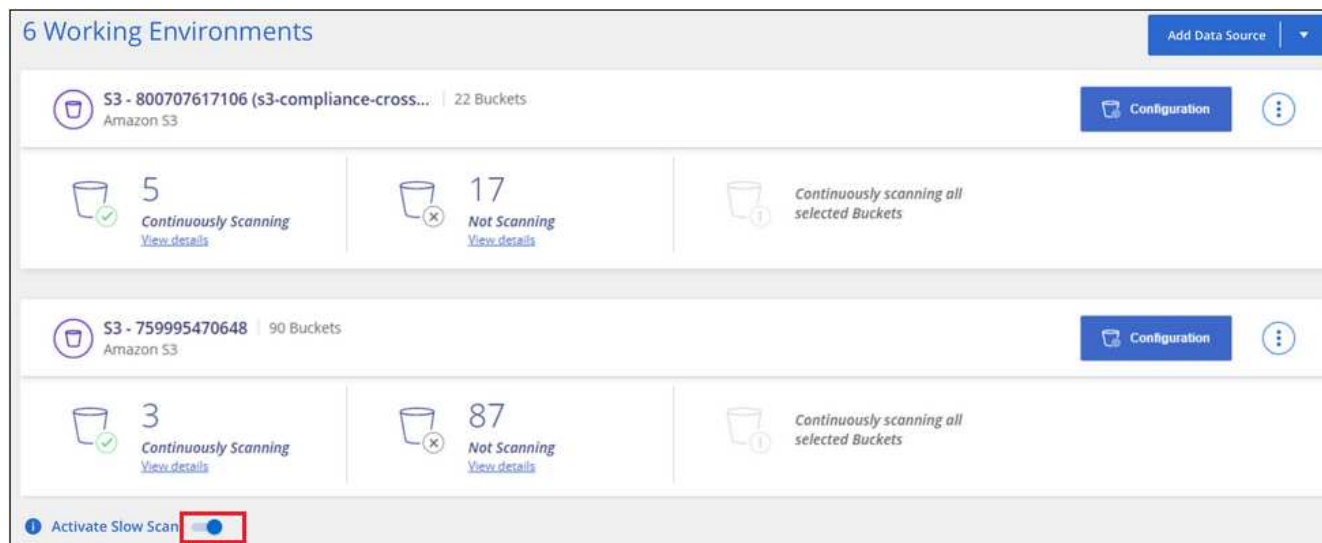 6 Working Environments
Add Data Source
S3 - 800707617106 (s3-compliance-cross... 22 Buckets
Amazon S3
Configuration
5
Continuously Scanning
View details
17
Not Scanning
View details
Continuously scanning all
selected Buckets
S3 - 759995470648 90 Buckets
Amazon S3
Configuration
3
Continuously Scanning
View details
87
Not Scanning
View details
Continuously scanning all
selected Buckets
Activate Slow Scan